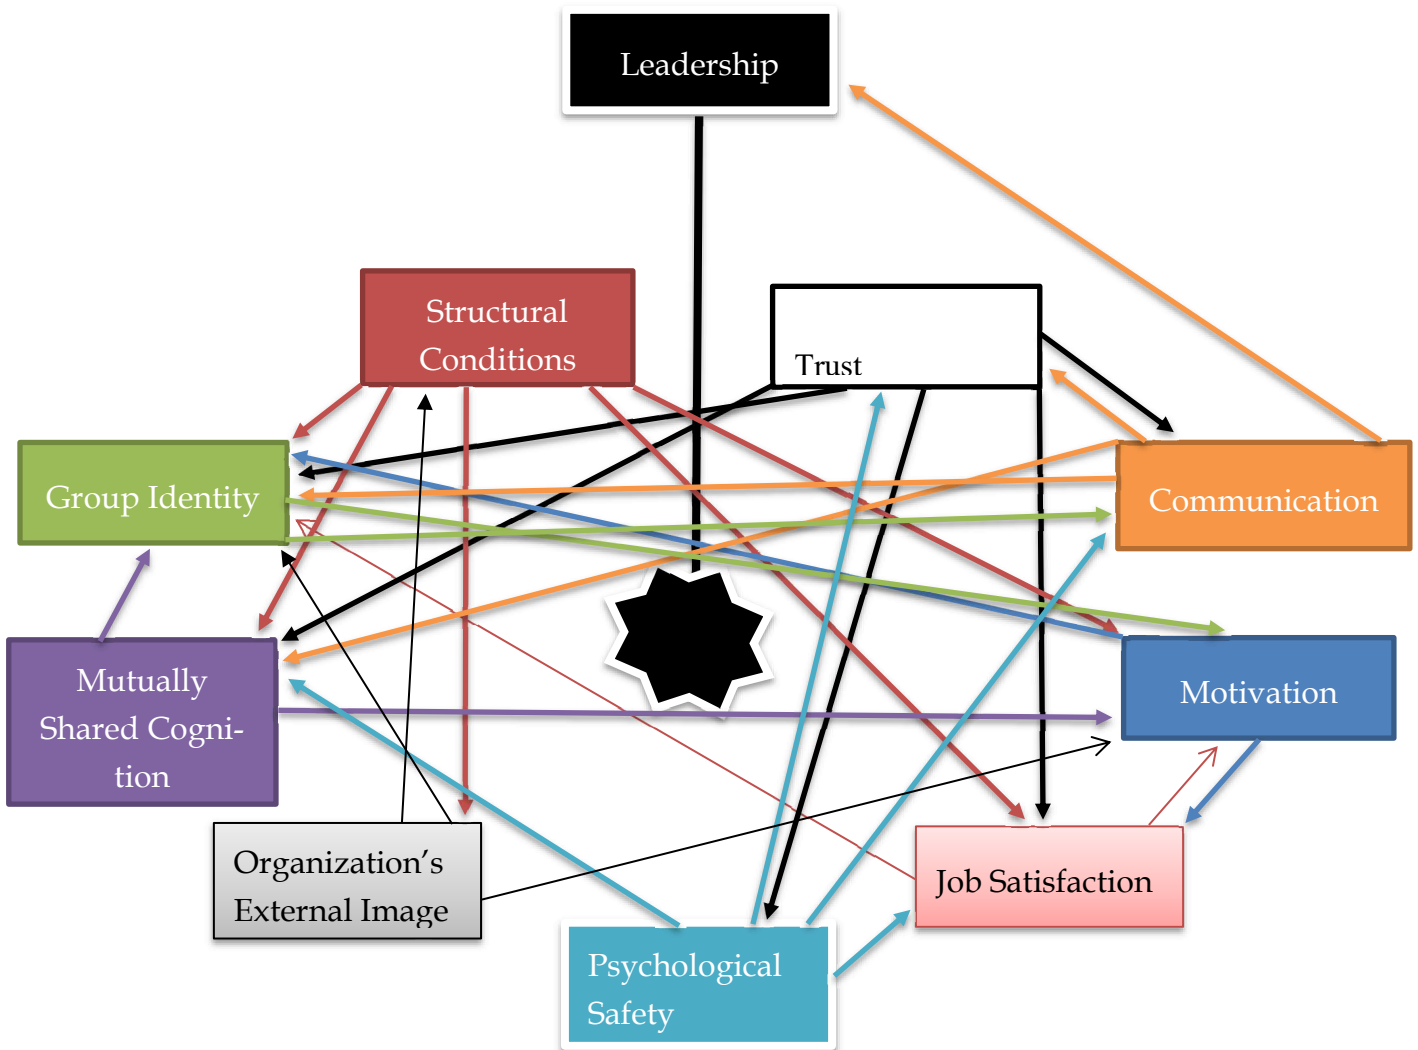 Leadership
Structural
Conditions
Trust
Group Identity
Communication
Mutually
Shared Cogni-
tion
Motivation
Organization’s
External Image
Job Satisfaction
Psychological
Safety